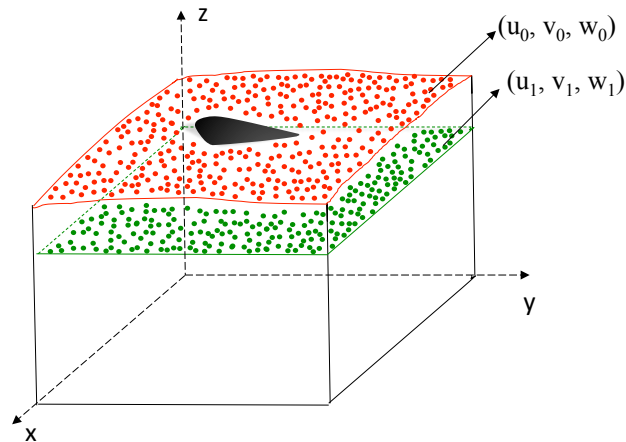 z
(u₀, v₀, w₀)
(u₁, v₁, w₁)
y
x